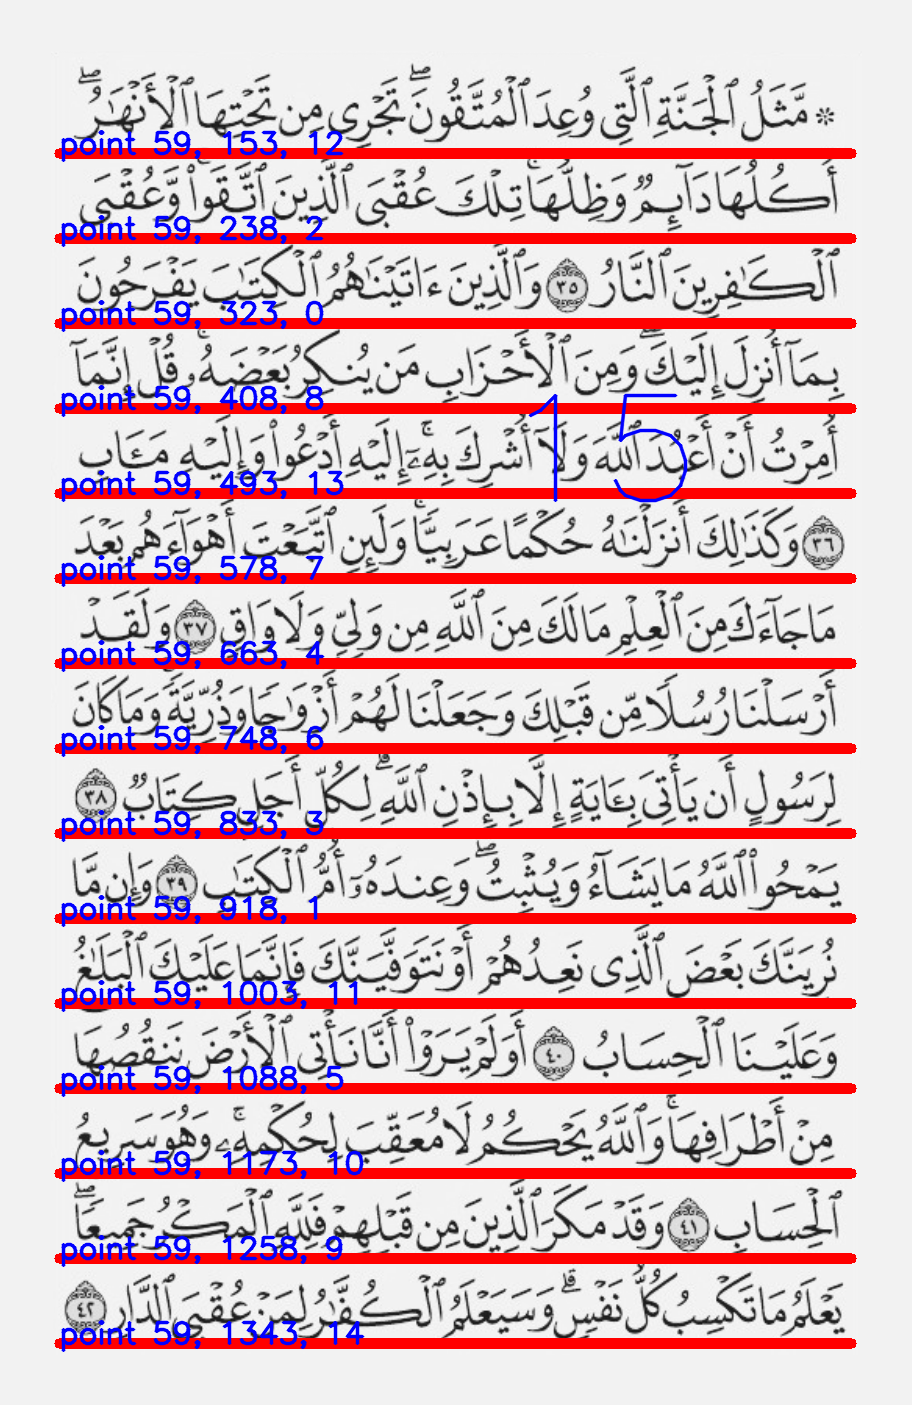 ۞ مَّثَلُ ٱلْجَنَّةِ ٱلَّتِى وُعِدَ ٱلْمُتَّقُونَۖ تَجْرِى مِن تَحْتِهَا ٱلْأَنْهَٰرُۖ
point 59, 153, 12
أُكُلُهَا دَآئِمٌ وَظِلُّهَاۚ تِلْكَ عُقْبَى ٱلَّذِينَ ٱتَّقَوا۟ۚ وَّعُقْبَى
point 59, 238, 2
ٱلْكَٰفِرِينَ ٱلنَّارُ ٣٥ وَٱلَّذِينَ ءَاتَيْنَٰهُمُ ٱلْكِتَٰبَ يَفْرَحُونَ
point 59, 323, 0
بِمَآ أُنزِلَ إِلَيْكَۖ وَمِنَ ٱلْأَحْزَابِ مَن يُنكِرُ بَعْضَهُۥۚ قُلْ إِنَّمَآ
point 59, 408, 8
15
أُمِرْتُ أَنْ أَعْبُدَ ٱللَّهَ وَلَآ أُشْرِكَ بِهِۦٓۚ إِلَيْهِ أَدْعُوا۟ وَإِلَيْهِ مَـَٔابِ
point 59, 493, 13
٣٦ وَكَذَٰلِكَ أَنزَلْنَٰهُ حُكْمًا عَرَبِيًّاۚ وَلَئِنِ ٱتَّبَعْتَ أَهْوَآءَهُم بَعْدَ
point 59, 578, 7
مَا جَآءَكَ مِنَ ٱلْعِلْمِ مَا لَكَ مِنَ ٱللَّهِ مِن وَلِىٍّ وَلَا وَاقٍ ٣٧ وَلَقَدْ
point 59, 663, 4
أَرْسَلْنَا رُسُلًا مِّن قَبْلِكَ وَجَعَلْنَا لَهُمْ أَزْوَٰجًا وَذُرِّيَّةًۚ وَمَا كَانَ
point 59, 748, 6
لِرَسُولٍ أَن يَأْتِىَ بِـَٔايَةٍ إِلَّا بِإِذْنِ ٱللَّهِۗ لِكُلِّ أَجَلٍ كِتَابٌ ٣٨
point 59, 833, 3
يَمْحُوا۟ ٱللَّهُ مَا يَشَآءُ وَيُثْبِتُۖ وَعِندَهُۥٓ أُمُّ ٱلْكِتَٰبِ ٣٩ وَإِن مَّا
point 59, 918, 1
نُرِيَنَّكَ بَعْضَ ٱلَّذِى نَعِدُهُمْ أَوْ نَتَوَفَّيَنَّكَ فَإِنَّمَا عَلَيْكَ ٱلْبَلَٰغُ
point 59, 1003, 11
وَعَلَيْنَا ٱلْحِسَابُ ٤٠ أَوَلَمْ يَرَوْا۟ أَنَّا نَأْتِى ٱلْأَرْضَ نَنقُصُهَا
point 59, 1088, 5
مِنْ أَطْرَافِهَاۚ وَٱللَّهُ يَحْكُمُ لَا مُعَقِّبَ لِحُكْمِهِۦۚ وَهُوَ سَرِيعُ
point 59, 1173, 10
ٱلْحِسَابِ ٤١ وَقَدْ مَكَرَ ٱلَّذِينَ مِن قَبْلِهِمْ فَلِلَّهِ ٱلْمَكْرُ جَمِيعًاۖ
point 59, 1258, 9
يَعْلَمُ مَا تَكْسِبُ كُلُّ نَفْسٍۗ وَسَيَعْلَمُ ٱلْكُفَّٰرُ لِمَنْ عُقْبَى ٱلدَّارِ ٤٢
point 59, 1343, 14